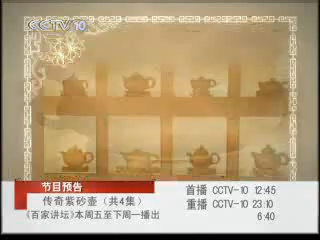 CCTV 10
节目预告
传奇紫砂壶（共4集）
《百家讲坛》本周五至下周一播出
首播 CCTV-10 12:45
重播 CCTV-10 23:10
6:40